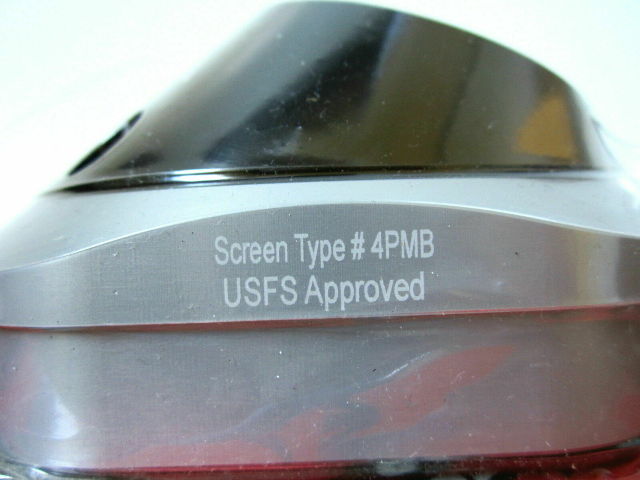 Screen Type # 4PMB
USFS Approved